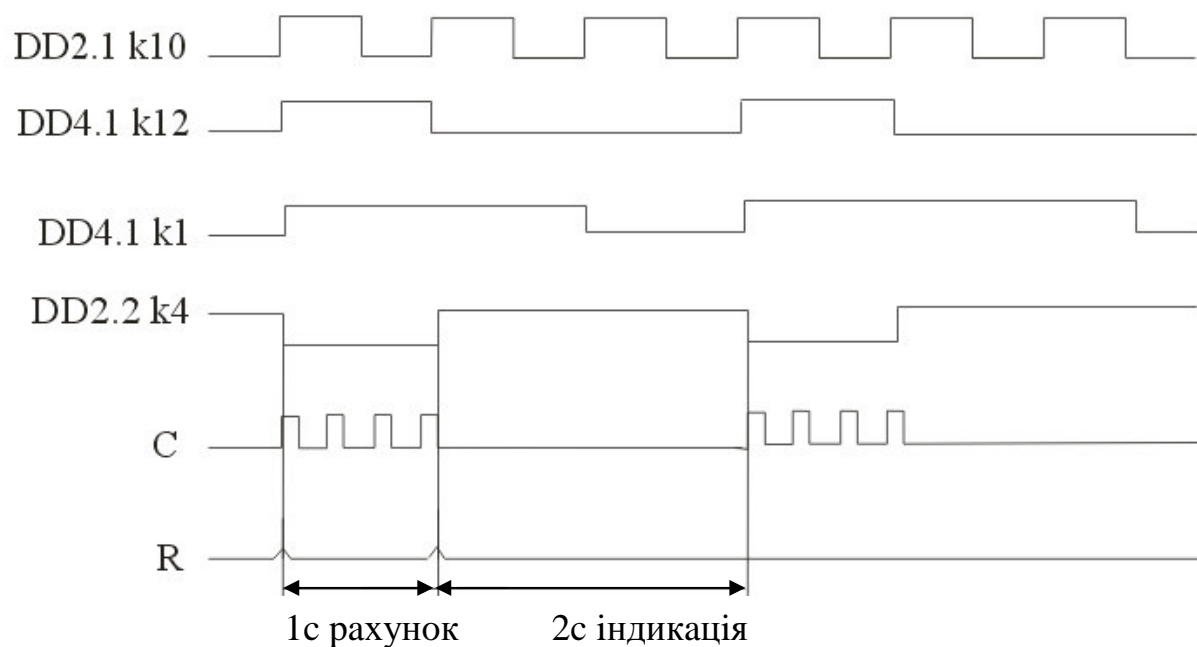 DD2.1 k10
DD4.1 k12
DD4.1 k1
DD2.2 k4
C
R
1с рахунок 2с індикація